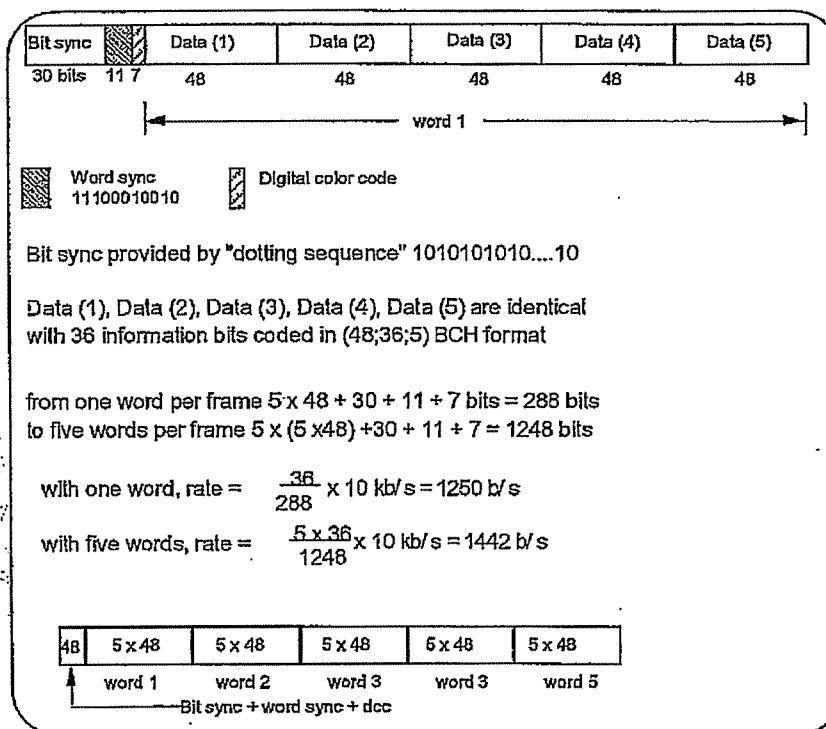 Bit sync Data (1) Data (2) Data (3) Data (4) Data (5)
30 bits 11 7 48 48 48 48 48
word 1
Word sync Digital color code
11100010010
Bit sync provided by "dotting sequence" 1010101010....10
Data (1), Data (2), Data (3), Data (4), Data (5) are identical
with 36 information bits coded in (48;36;5) BCH format
from one word per frame 5 x 48 + 30 + 11 + 7 bits = 288 bits
to five words per frame 5 x (5 x48) +30 + 11 + 7 = 1248 bits
with one word, rate = 36/288 x 10 kb/s = 1250 b/s
with five words, rate = 5 x 36/1248 x 10 kb/s = 1442 b/s
48 5 x 48 5 x 48 5 x 48 5 x 48 5 x 48
word 1 word 2 word 3 word 3 word 5
Bit sync + word sync + dcc